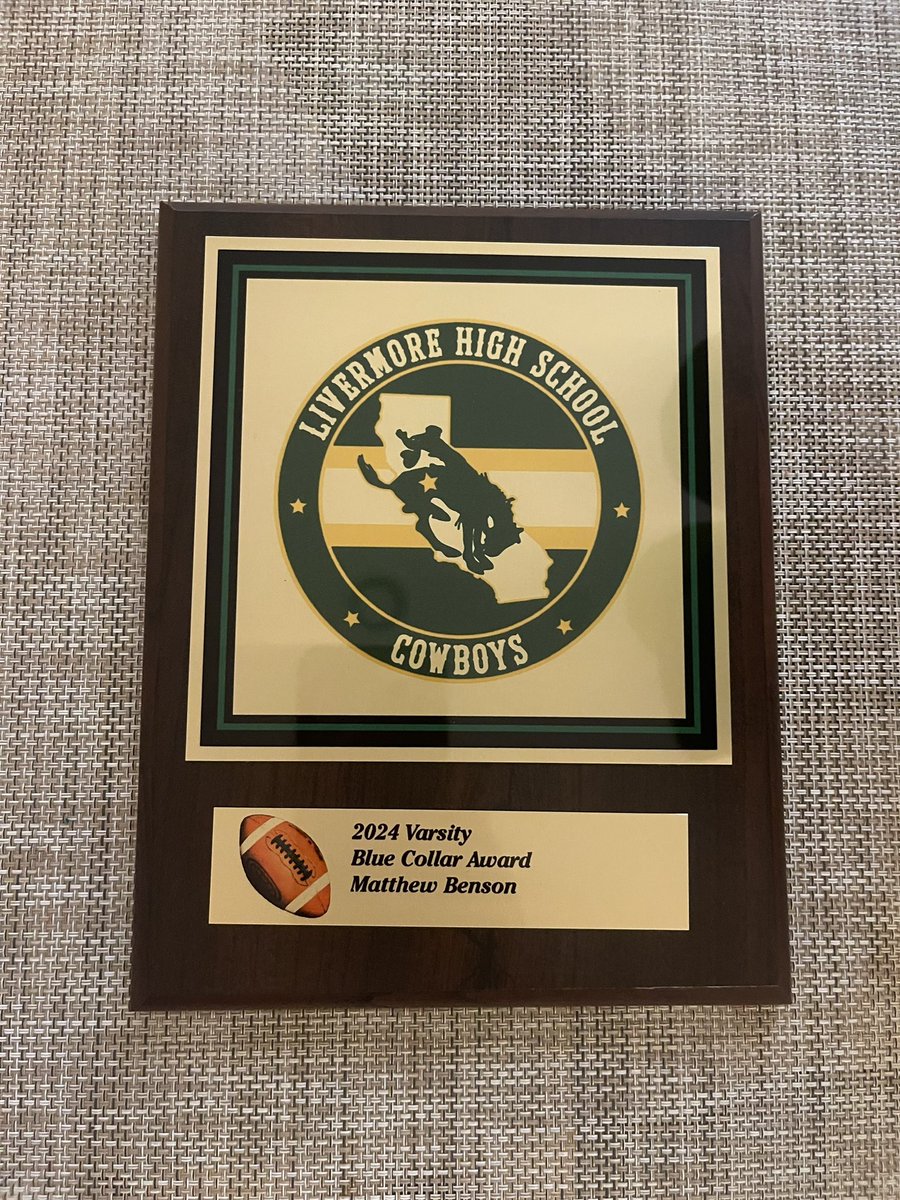 LIVERMORE HIGH SCHOOL
COWBOYS
2024 Varsity
Blue Collar Award
Matthew Benson